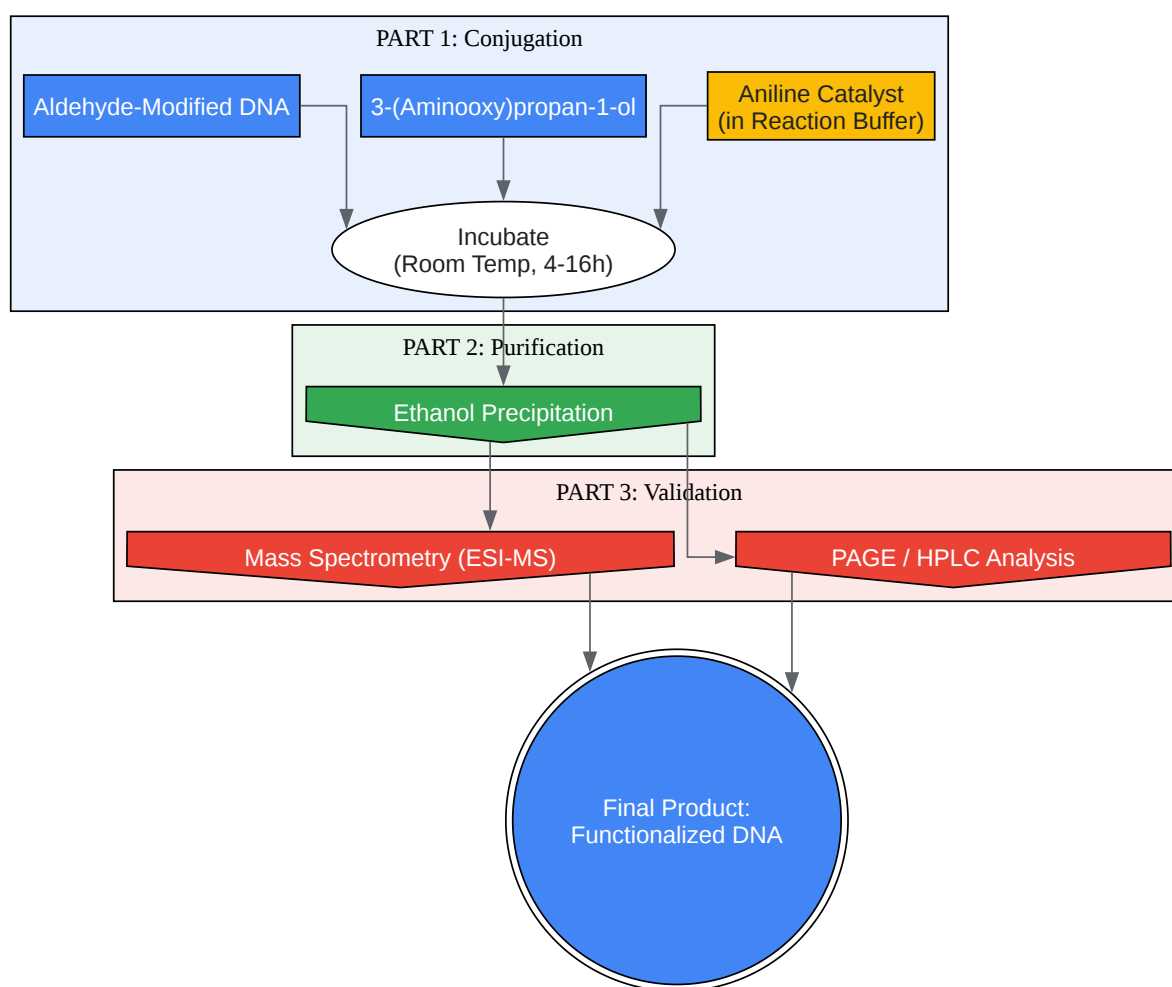 PART 1: Conjugation
Aldehyde-Modified DNA
3-(Aminooxy)propan-1-ol
Aniline Catalyst
(in Reaction Buffer)
Incubate
(Room Temp, 4-16h)
PART 2: Purification
Ethanol Precipitation
PART 3: Validation
Mass Spectrometry (ESI-MS)
PAGE / HPLC Analysis
Final Product:
Functionalized DNA